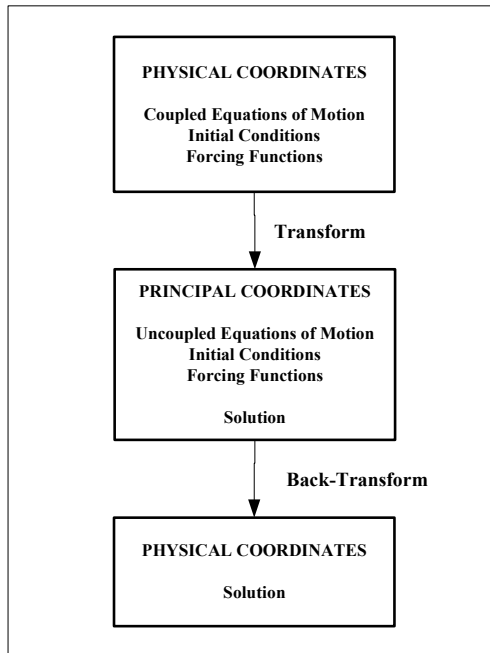 PHYSICAL COORDINATES
Coupled Equations of Motion
Initial Conditions
Forcing Functions
Transform
PRINCIPAL COORDINATES
Uncoupled Equations of Motion
Initial Conditions
Forcing Functions
Solution
Back-Transform
PHYSICAL COORDINATES
Solution